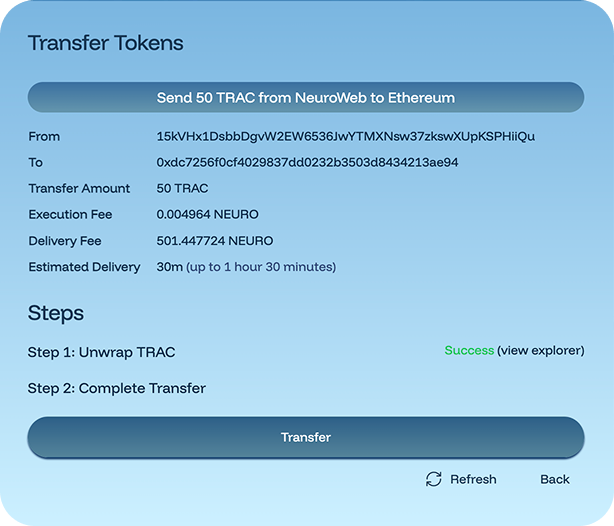 Transfer Tokens
Send 50 TRAC from NeuroWeb to Ethereum
From 15kVHx1DsbbDgvW2EW6536JwYTMXNsw37zkswXUpKSPHiiQu
To 0xdc7256f0cf4029837dd0232b3503d8434213ae94
Transfer Amount 50 TRAC
Execution Fee 0.004964 NEURO
Delivery Fee 501.447724 NEURO
Estimated Delivery 30m (up to 1 hour 30 minutes)
Steps
Step 1: Unwrap TRAC Success (view explorer)
Step 2: Complete Transfer
Transfer
Refresh Back